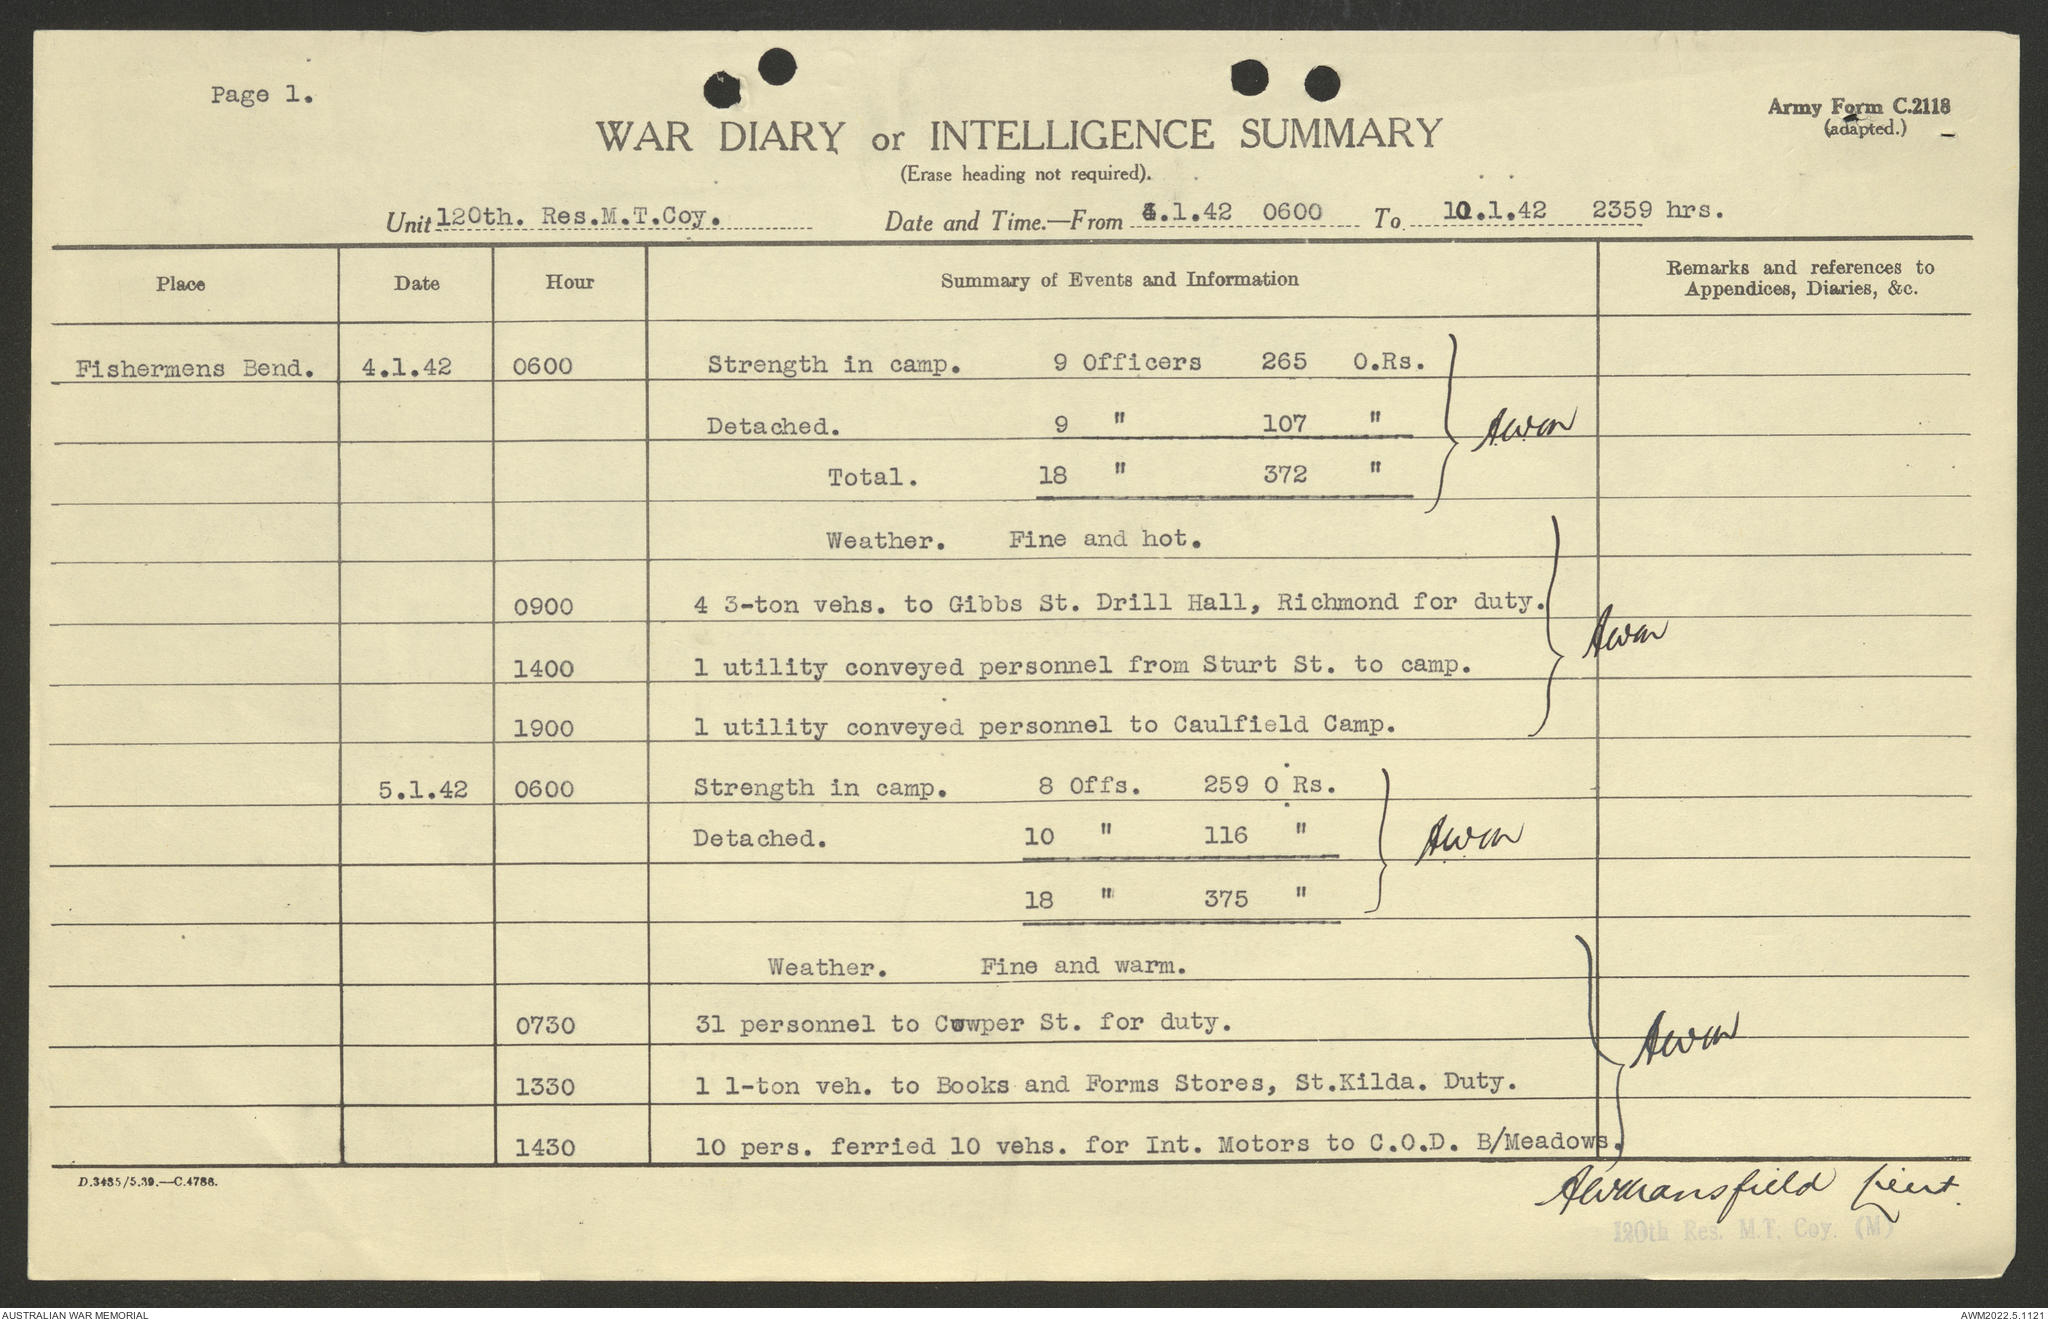 Page 1.
Army Form C.2118
(adapted.)
WAR DIARY or INTELLIGENCE SUMMARY
(Erase heading not required).
Unit 120th. Res.M.T.Coy. Date and Time.—From 4.1.42 0600 To 10.1.42 2359 hrs.
Place Date Hour Summary of Events and Information Remarks and references to
Appendices, Diaries, &c.
Fishermens Bend. 4.1.42 0600 Strength in camp. 9 Officers 265 O.Rs.
Detached. 9 " 107 " AWM
Total. 18 " 372 "
Weather. Fine and hot.
0900 4 3-ton vehs. to Gibbs St. Drill Hall, Richmond for duty.
AWM
1400 1 utility conveyed personnel from Sturt St. to camp.
1900 1 utility conveyed personnel to Caulfield Camp.
5.1.42 0600 Strength in camp. 8 Offs. 259 O Rs.
Detached. 10 " 116 " AWM
18 " 375 "
Weather. Fine and warm.
0730 31 personnel to Cowper St. for duty.
AWM
1330 1 1-ton veh. to Books and Forms Stores, St.Kilda. Duty.
1430 10 pers. ferried 10 vehs. for Int. Motors to C.O.D. B/Meadows.
D.3485/5.39.—C.4786.
AWMansfield Lieut.
120th Res. M.T. Coy. (M)
AUSTRALIAN WAR MEMORIAL
AWM2022.5.1121